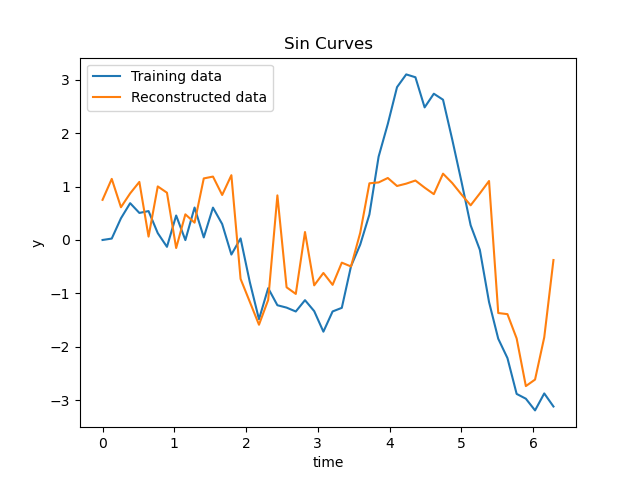 Sin Curves
Training data
Reconstructed data
y
3
2
1
0
−1
−2
−3
0 1 2 3 4 5 6
time